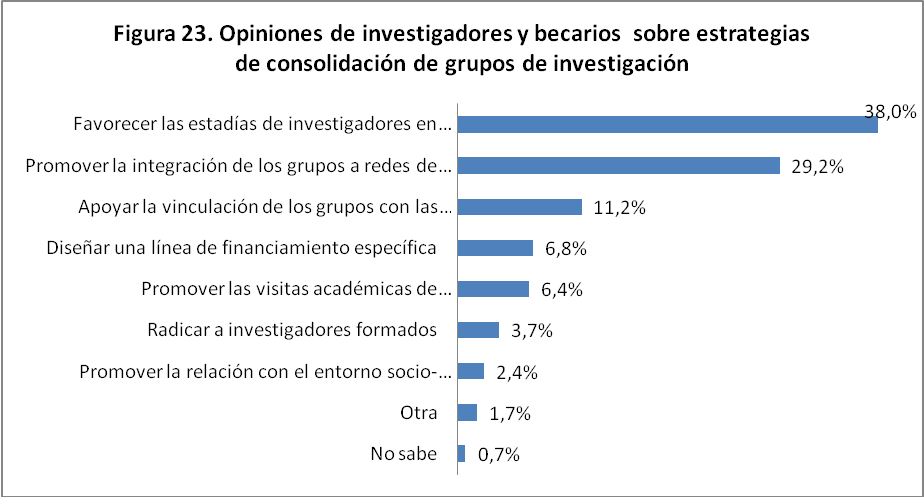 Figura 23. Opiniones de investigadores y becarios sobre estrategias
de consolidación de grupos de investigación
Favorecer las estadías de investigadores en... 38,0%
Promover la integración de los grupos a redes de... 29,2%
Apoyar la vinculación de los grupos con las... 11,2%
Diseñar una línea de financiamiento específica 6,8%
Promover las visitas académicas de... 6,4%
Radicar a investigadores formados 3,7%
Promover la relación con el entorno socio-... 2,4%
Otra 1,7%
No sabe 0,7%